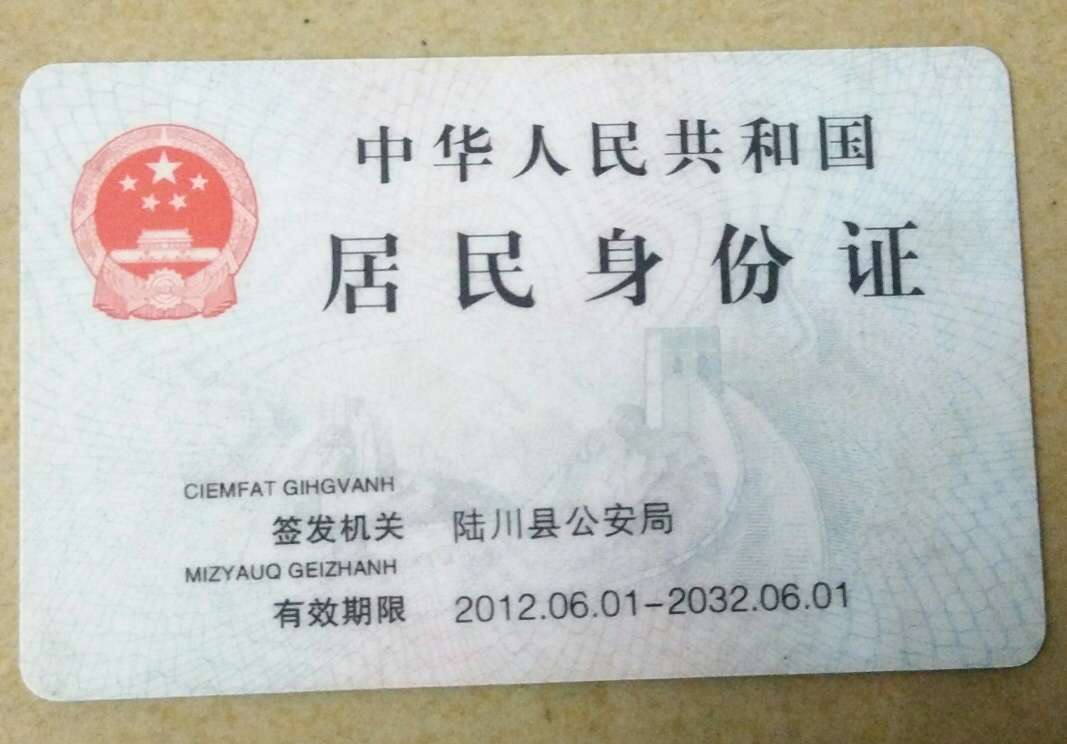 中华人民共和国
居民身份证
CIEMFAT GIHGVANH
签发机关 陆川县公安局
MIZYAUQ GEIZHANH
有效期限 2012.06.01-2032.06.01